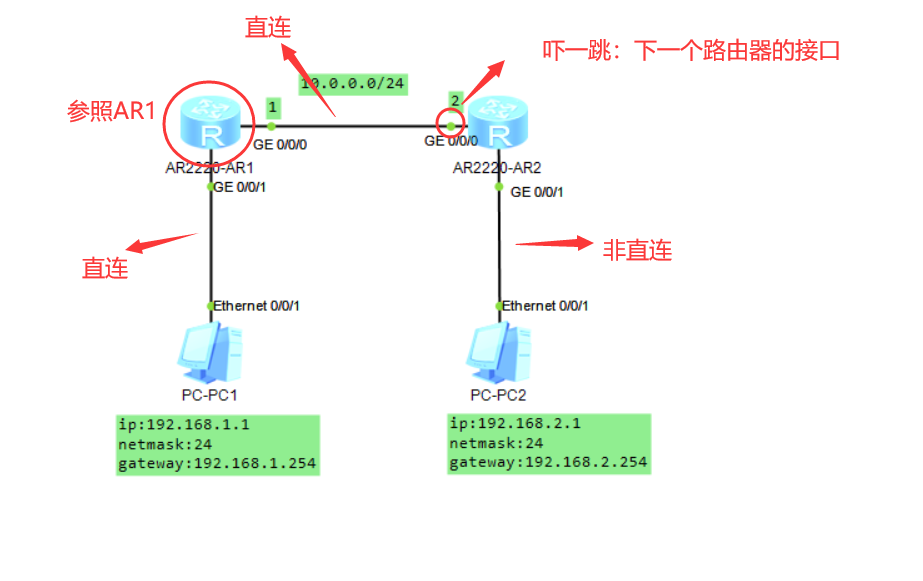 直连
吓一跳：下一个路由器的接口
10.0.0.0/24
参照AR1
1
2
R
R
GE 0/0/0
GE 0/0/0
AR2220-AR1
AR2220-AR2
GE 0/0/1
GE 0/0/1
直连
非直连
Ethernet 0/0/1
Ethernet 0/0/1
PC-PC1
PC-PC2
ip:192.168.1.1
netmask:24
gateway:192.168.1.254
ip:192.168.2.1
netmask:24
gateway:192.168.2.254